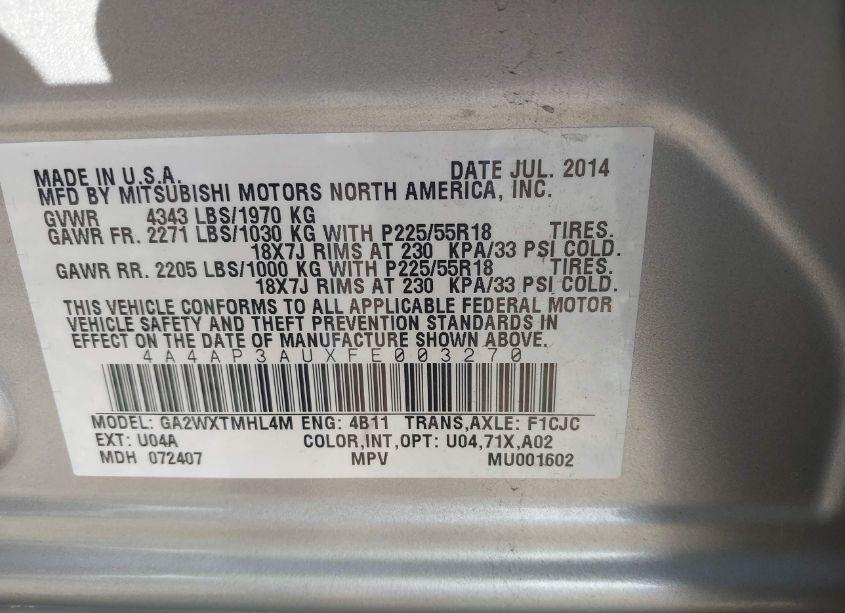 MADE IN U.S.A. DATE JUL. 2014
MFD BY MITSUBISHI MOTORS NORTH AMERICA, INC.
GVWR 4343 LBS/1970 KG
GAWR FR. 2271 LBS/1030 KG WITH P225/55R18 TIRES.
18X7J RIMS AT 230 KPA/33 PSI COLD.
GAWR RR. 2205 LBS/1000 KG WITH P225/55R18 TIRES.
18X7J RIMS AT 230 KPA/33 PSI COLD.
THIS VEHICLE CONFORMS TO ALL APPLICABLE FEDERAL MOTOR
VEHICLE SAFETY AND THEFT PREVENTION STANDARDS IN
EFFECT ON THE DATE OF MANUFACTURE SHOWN ABOVE.
4A4AP3AUXFE003270
MODEL: GA2WXTMHL4M ENG: 4B11 TRANS,AXLE: F1CJC
EXT: U04A COLOR,INT,OPT: U04,71X,A02
MDH 072407 MPV MU001602